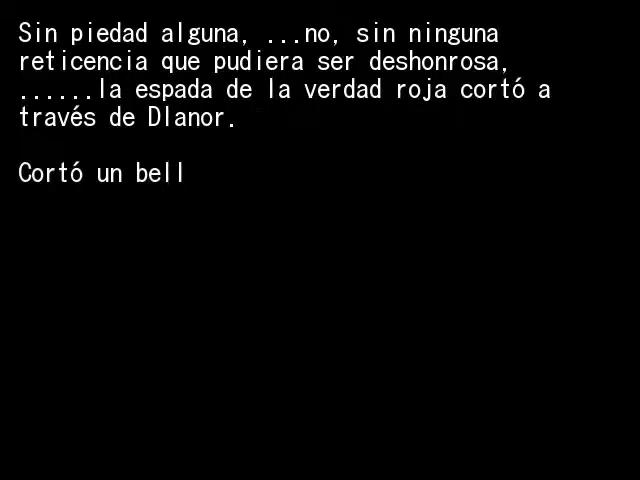 Sin piedad alguna, ...no, sin ninguna
reticencia que pudiera ser deshonrosa,
......la espada de la verdad roja cortó a
través de Dlanor.
Cortó un bell